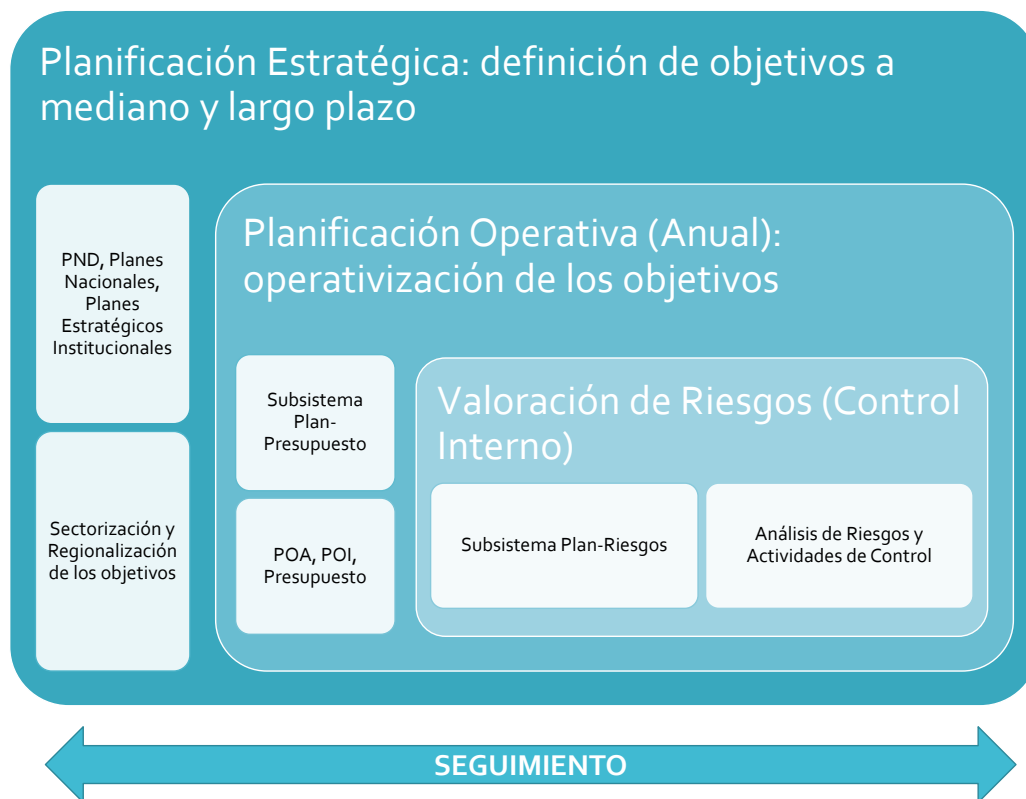 Planificación Estratégica: definición de objetivos a
mediano y largo plazo
PND, Planes
Nacionales,
Planes
Estratégicos
Institucionales
Sectorización y
Regionalización
de los objetivos
Planificación Operativa (Anual):
operativización de los objetivos
Subsistema
Plan-
Presupuesto
POA, POI,
Presupuesto
Valoración de Riesgos (Control
Interno)
Subsistema Plan-Riesgos
Análisis de Riesgos y
Actividades de Control
SEGUIMIENTO